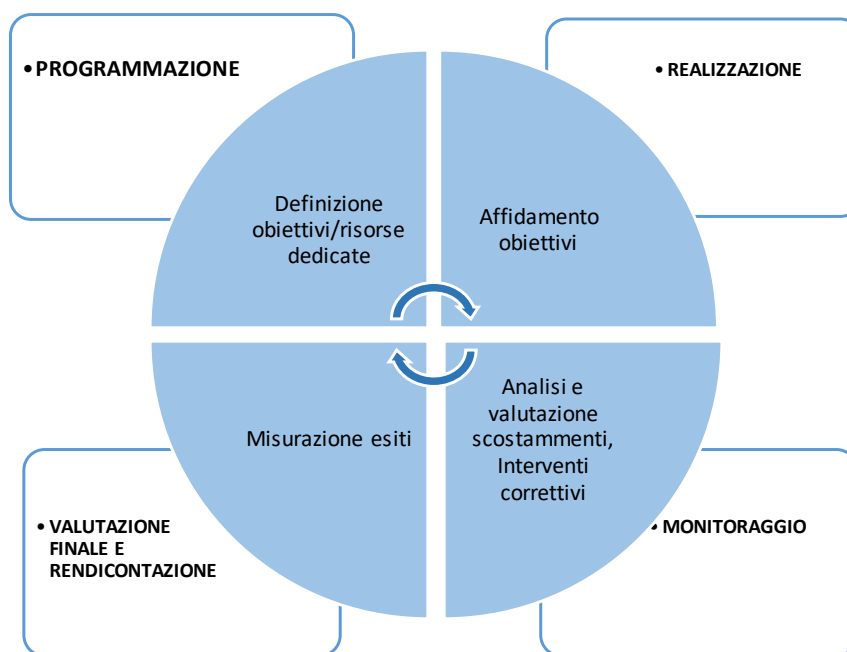 •PROGRAMMAZIONE
Definizione
obiettivi/risorse
dedicate
• REALIZZAZIONE
Affidamento
obiettivi
Analisi e
valutazione
scostammenti,
Interventi
correttivi
• MONITORAGGIO
Misurazione esiti
• VALUTAZIONE
FINALE E
RENDICONTAZIONE